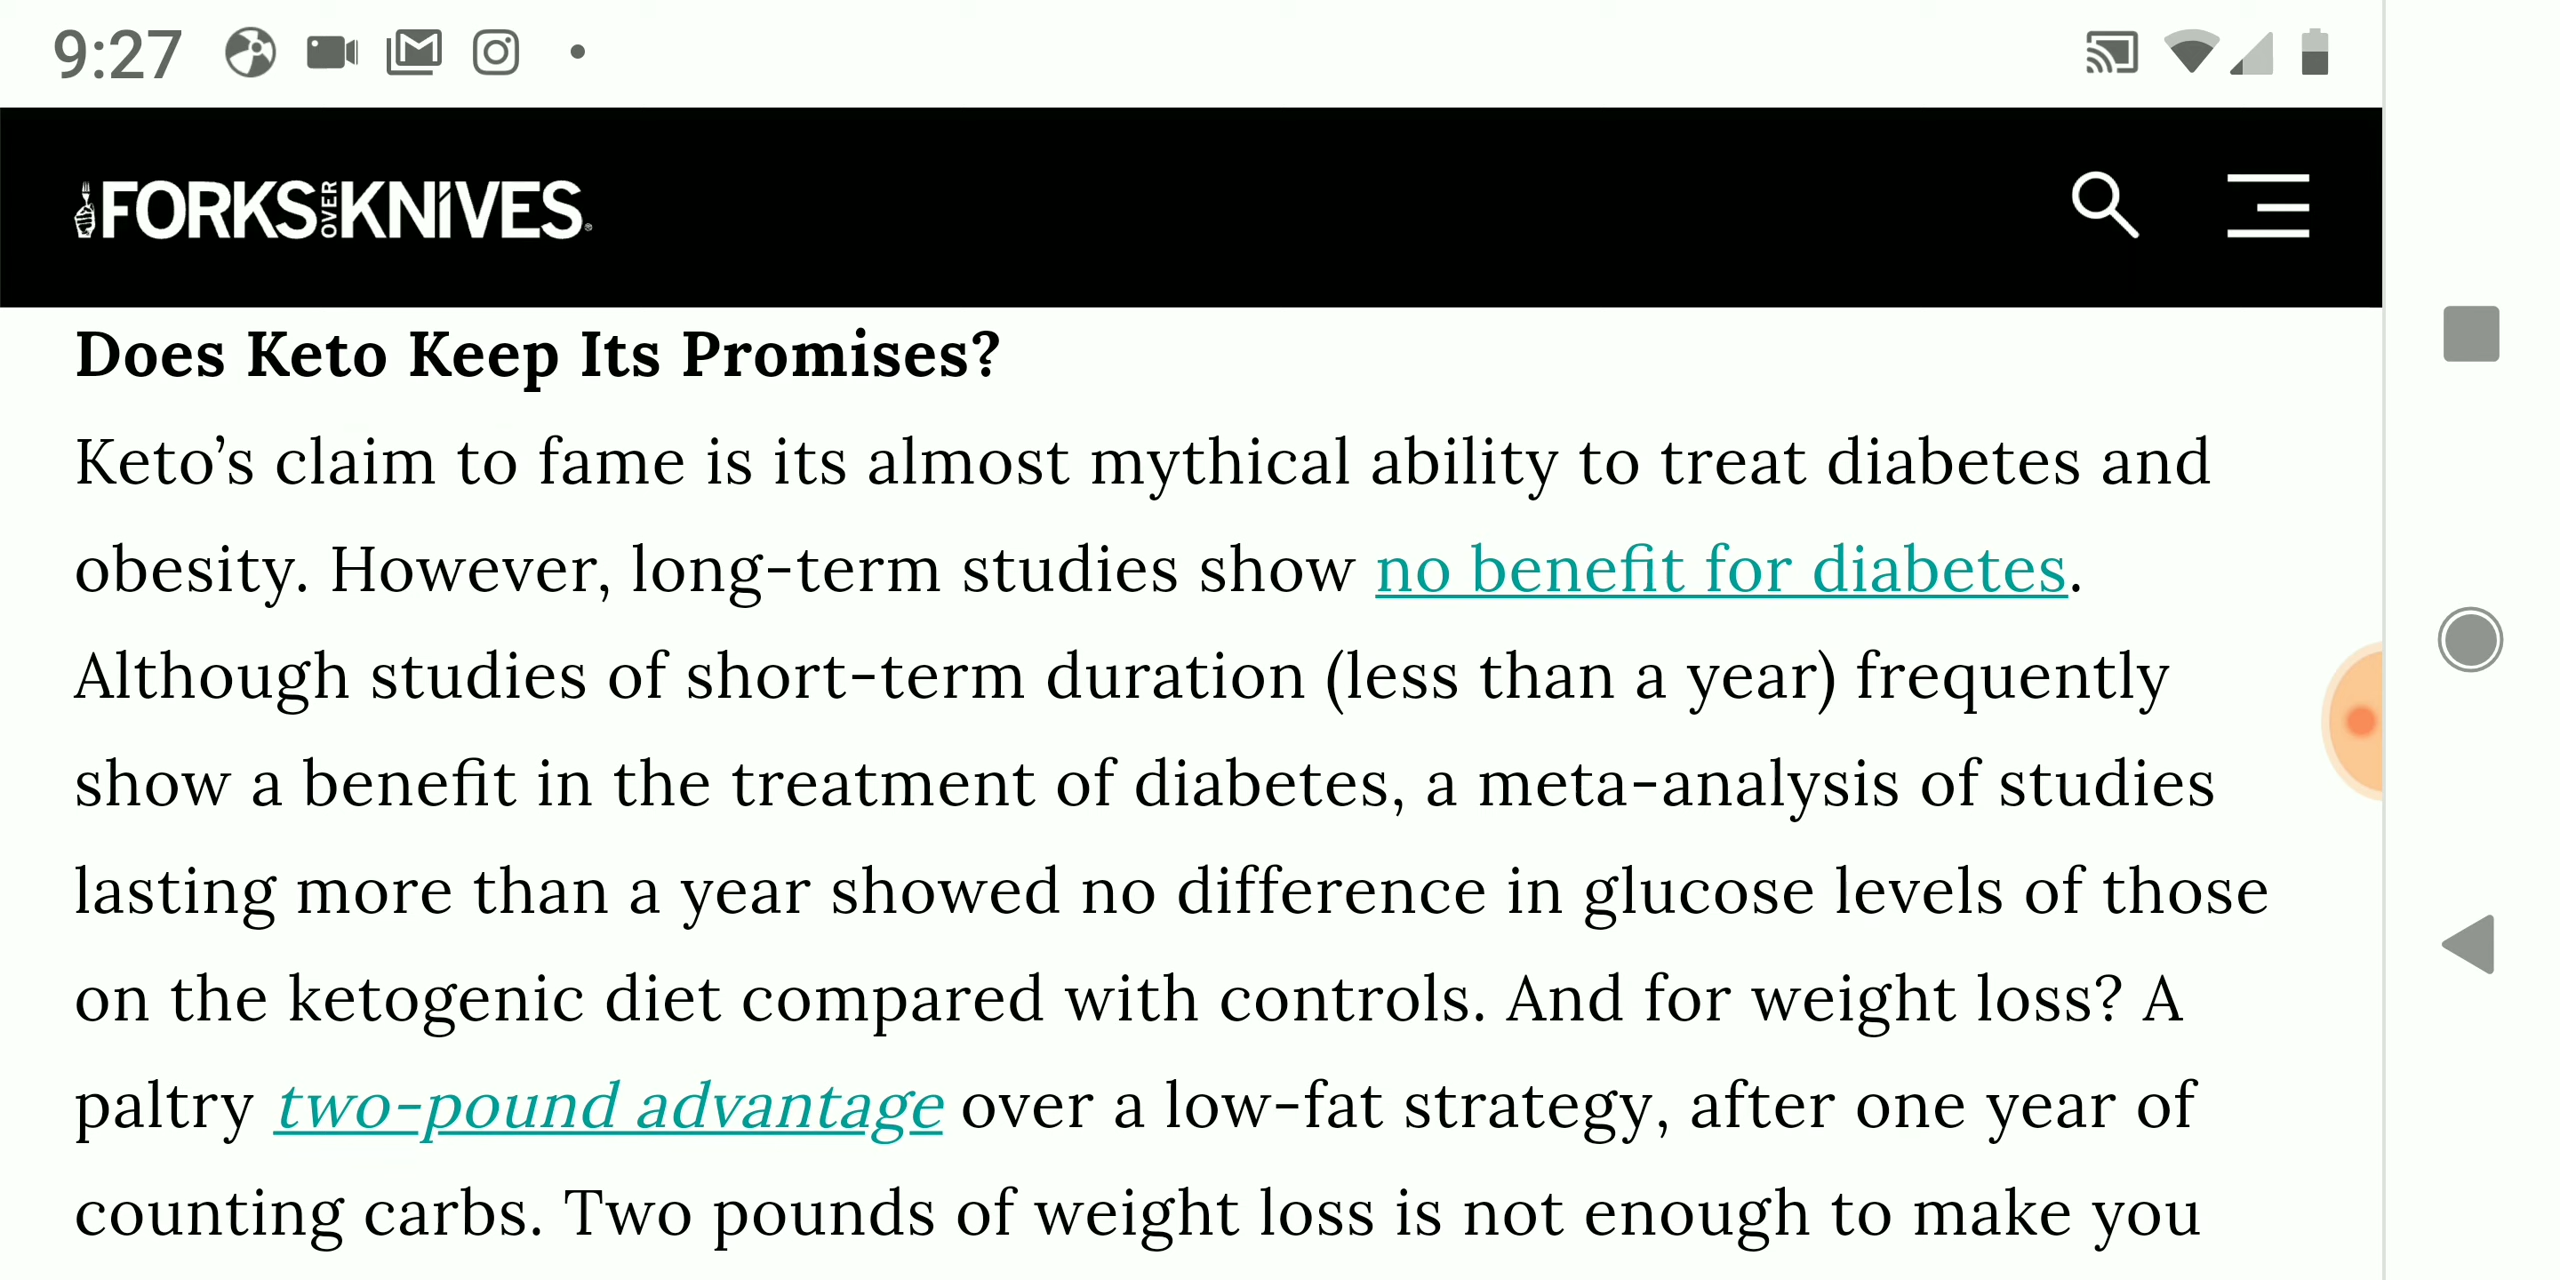 9:27
FORKS OVER KNIVES
Does Keto Keep Its Promises?
Keto’s claim to fame is its almost mythical ability to treat diabetes and
obesity. However, long-term studies show no benefit for diabetes.
Although studies of short-term duration (less than a year) frequently
show a benefit in the treatment of diabetes, a meta-analysis of studies
lasting more than a year showed no difference in glucose levels of those
on the ketogenic diet compared with controls. And for weight loss? A
paltry two-pound advantage over a low-fat strategy, after one year of
counting carbs. Two pounds of weight loss is not enough to make you